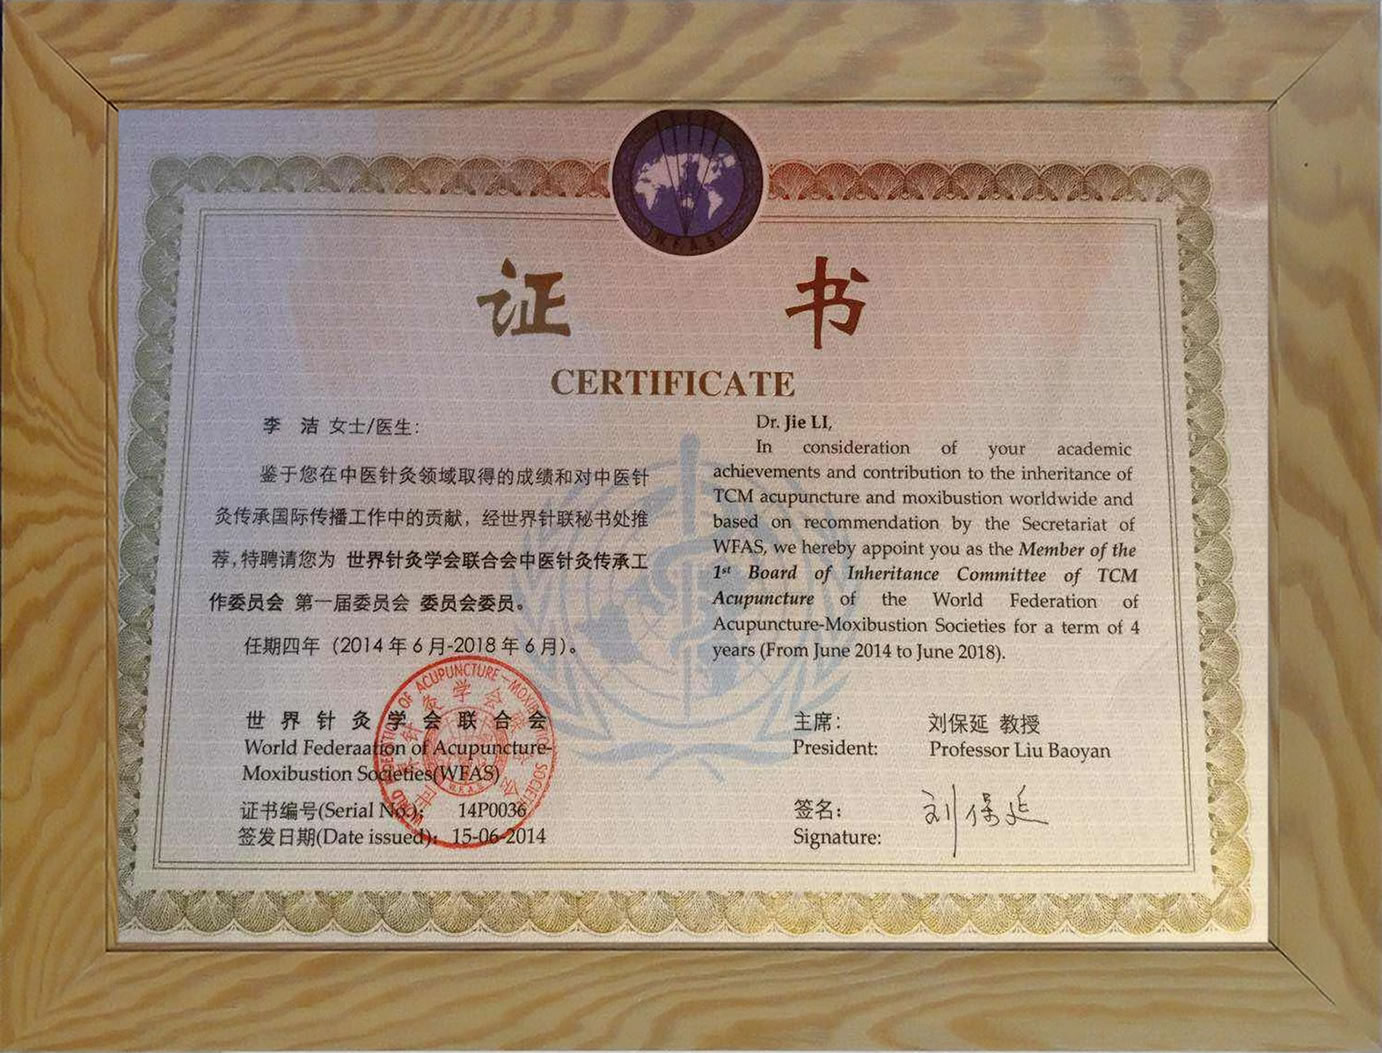 WFAS
证 书
CERTIFICATE
李 洁 女士/医生:
鉴于您在中医针灸领域取得的成绩和对中医针
灸传承国际传播工作中的贡献，经世界针联秘书处推
荐,特聘请您为 世界针灸学会联合会中医针灸传承工
作委员会 第一届委员会 委员会委员。
任期四年（2014年6月-2018年6月）。
世界针灸学会联合会
World Federaation of Acupuncture-
Moxibustion Societies(WFAS)
证书编号(Serial No.): 14P0036
签发日期(Date issued): 15-06-2014
Dr. Jie LI,
In consideration of your academic
achievements and contribution to the inheritance of
TCM acupuncture and moxibustion worldwide and
based on recommendation by the Secretariat of
WFAS, we hereby appoint you as the Member of the
1st Board of Inheritance Committee of TCM
Acupuncture of the World Federation of
Acupuncture-Moxibustion Societies for a term of 4
years (From June 2014 to June 2018).
主席: 刘保延 教授
President: Professor Liu Baoyan
签名: 刘保延
Signature: